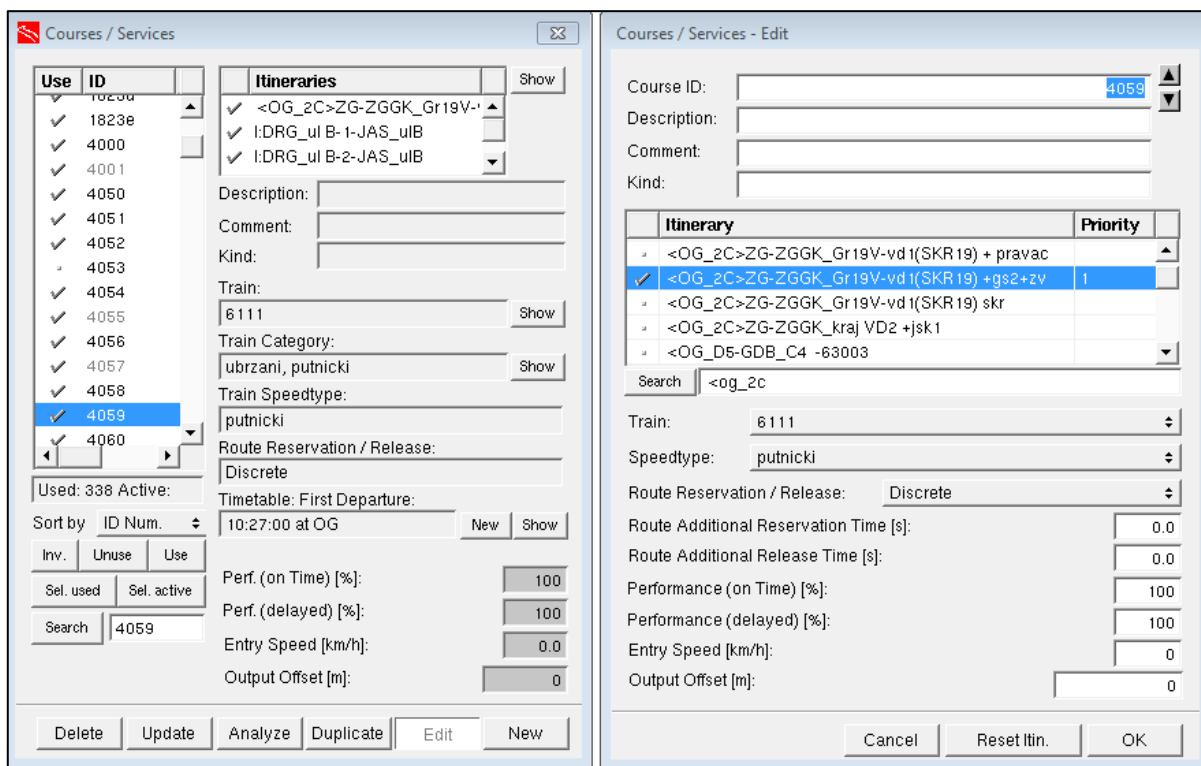 Courses / Services
Use ID
1823d
1823e
4000
4001
4050
4051
4052
4053
4054
4055
4056
4057
4058
4059
4060
Used: 338 Active:
Sort by ID Num.
Inv. Unuse Use
Sel. used Sel. active
Search 4059
Itineraries Show
<OG_2C>ZG-ZGGK_Gr19V-
I:DRG_ul B-1-JAS_ulB
I:DRG_ul B-2-JAS_ulB
Description:
Comment:
Kind:
Train:
6111 Show
Train Category:
ubrzani, putnicki Show
Train Speedtype:
putnicki
Route Reservation / Release:
Discrete
Timetable: First Departure:
10:27:00 at OG New Show
Perf. (on Time) [%]: 100
Perf. (delayed) [%]: 100
Entry Speed [km/h]: 0.0
Output Offset [m]: 0
Delete Update Analyze Duplicate Edit New
Courses / Services - Edit
Course ID: 4059
Description:
Comment:
Kind:
Itinerary Priority
<OG_2C>ZG-ZGGK_Gr19V-vd1(SKR19) + pravac
<OG_2C>ZG-ZGGK_Gr19V-vd1(SKR19) +gs2+zv 1
<OG_2C>ZG-ZGGK_Gr19V-vd1(SKR19) skr
<OG_2C>ZG-ZGGK_kraj VD2 +jsk1
<OG_D5-GDB_C4 -63003
Search <og_2c
Train: 6111
Speedtype: putnicki
Route Reservation / Release: Discrete
Route Additional Reservation Time [s]: 0.0
Route Additional Release Time [s]: 0.0
Performance (on Time) [%]: 100
Performance (delayed) [%]: 100
Entry Speed [km/h]: 0
Output Offset [m]: 0
Cancel Reset Itin. OK